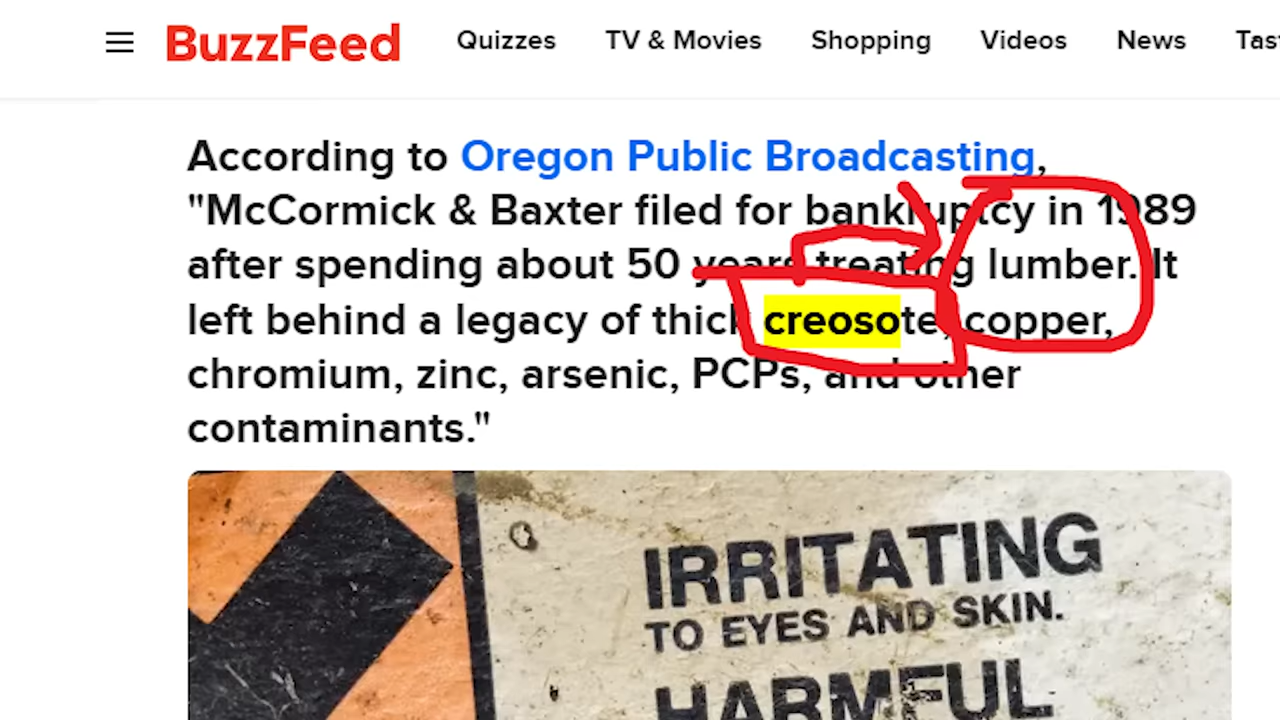 BuzzFeed Quizzes TV & Movies Shopping Videos News
According to Oregon Public Broadcasting,
"McCormick & Baxter filed for bankruptcy in 1989
after spending about 50 years treating lumber. It
left behind a legacy of thick creosote, copper,
chromium, zinc, arsenic, PCPs, and other
contaminants."
IRRITATING
TO EYES AND SKIN.
HARMFUL